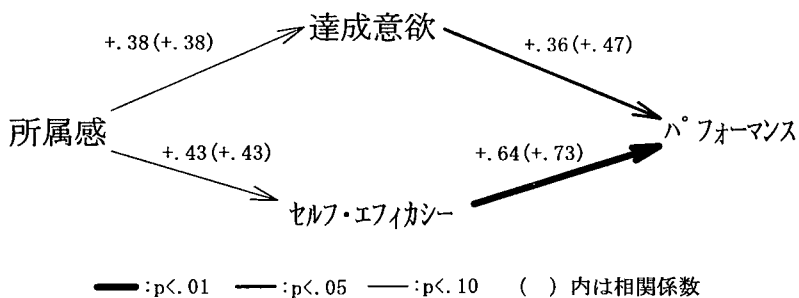 達成意欲
+.38(+.38)
+.36(+.47)
所属感
パフォーマンス
+.43(+.43)
+.64(+.73)
セルフ・エフィカシー
:p<.01 :p<.05 :p<.10 ( ) 内は相関係数